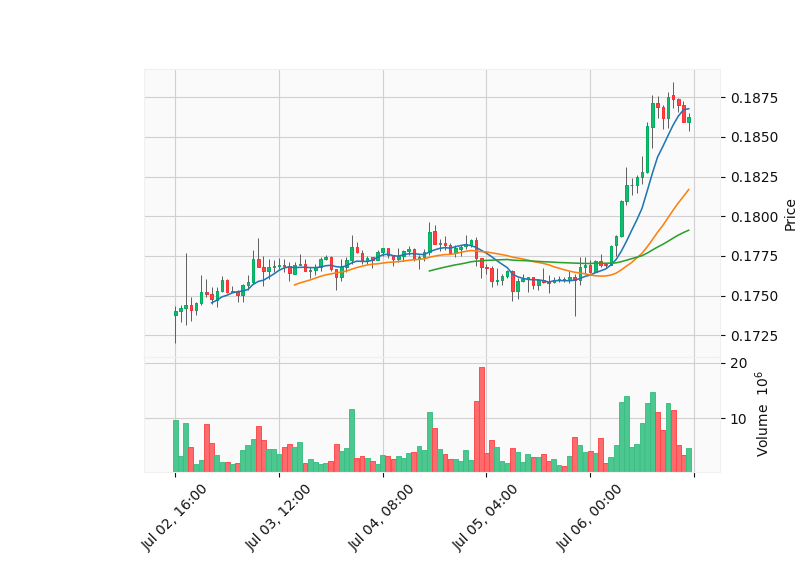 0.1875
0.1850
0.1825
0.1800
0.1775
0.1750
0.1725
Price
20
10
Volume 10^6
Jul 02, 16:00
Jul 03, 12:00
Jul 04, 08:00
Jul 05, 04:00
Jul 06, 00:00